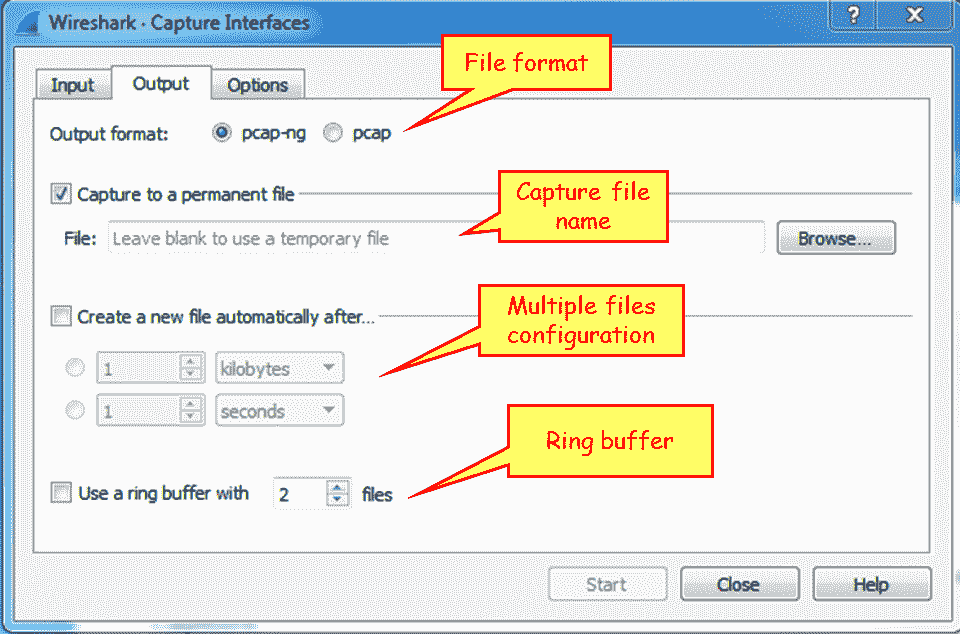 Wireshark · Capture Interfaces
?
X
Input
Output
Options
File format
Output format:
pcap-ng
pcap
Capture to a permanent file
Capture file
name
File:
Leave blank to use a temporary file
Browse...
Create a new file automatically after...
Multiple files
configuration
1
kilobytes
1
seconds
Ring buffer
Use a ring buffer with
2
files
Start
Close
Help